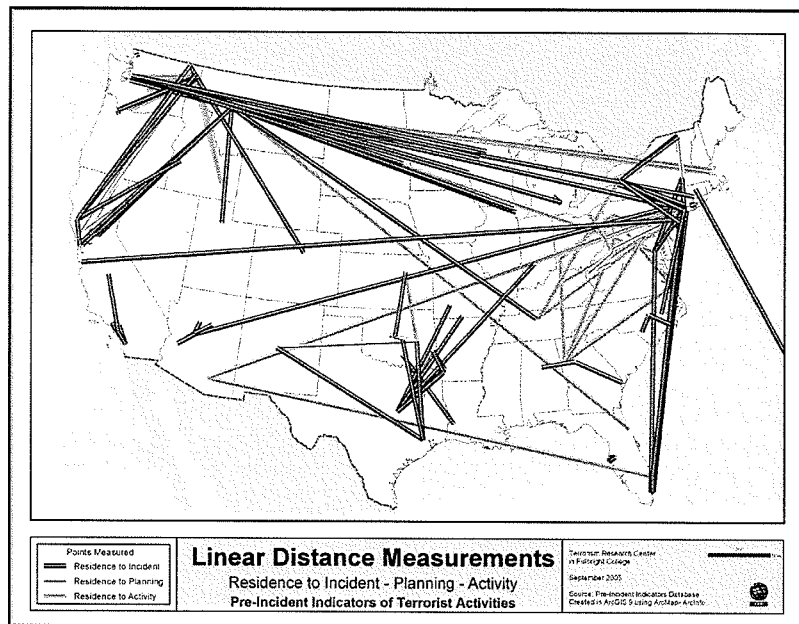 Points Measured
Residence to Incident
Residence to Planning
Residence to Activity
Linear Distance Measurements
Residence to Incident - Planning - Activity
Pre-Incident Indicators of Terrorist Activities
Terrorism Research Center
in Fulbright College
September 2005
Source: Pre-Incident Indicators Database
Created in ArcGIS 9 using ArcMap - ArcInfo